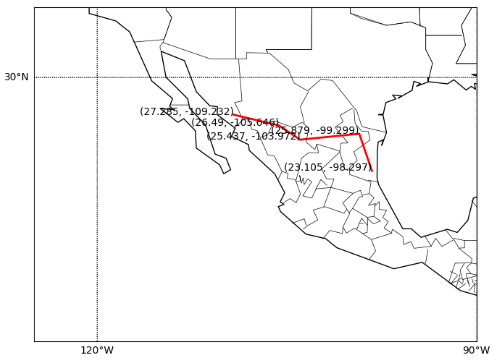 30°N
(27.285, -109.232)
(26.49, -105.646)
(25.879, -99.299)
(25.437, -103.972)
(23.105, -98.297)
120°W
90°W